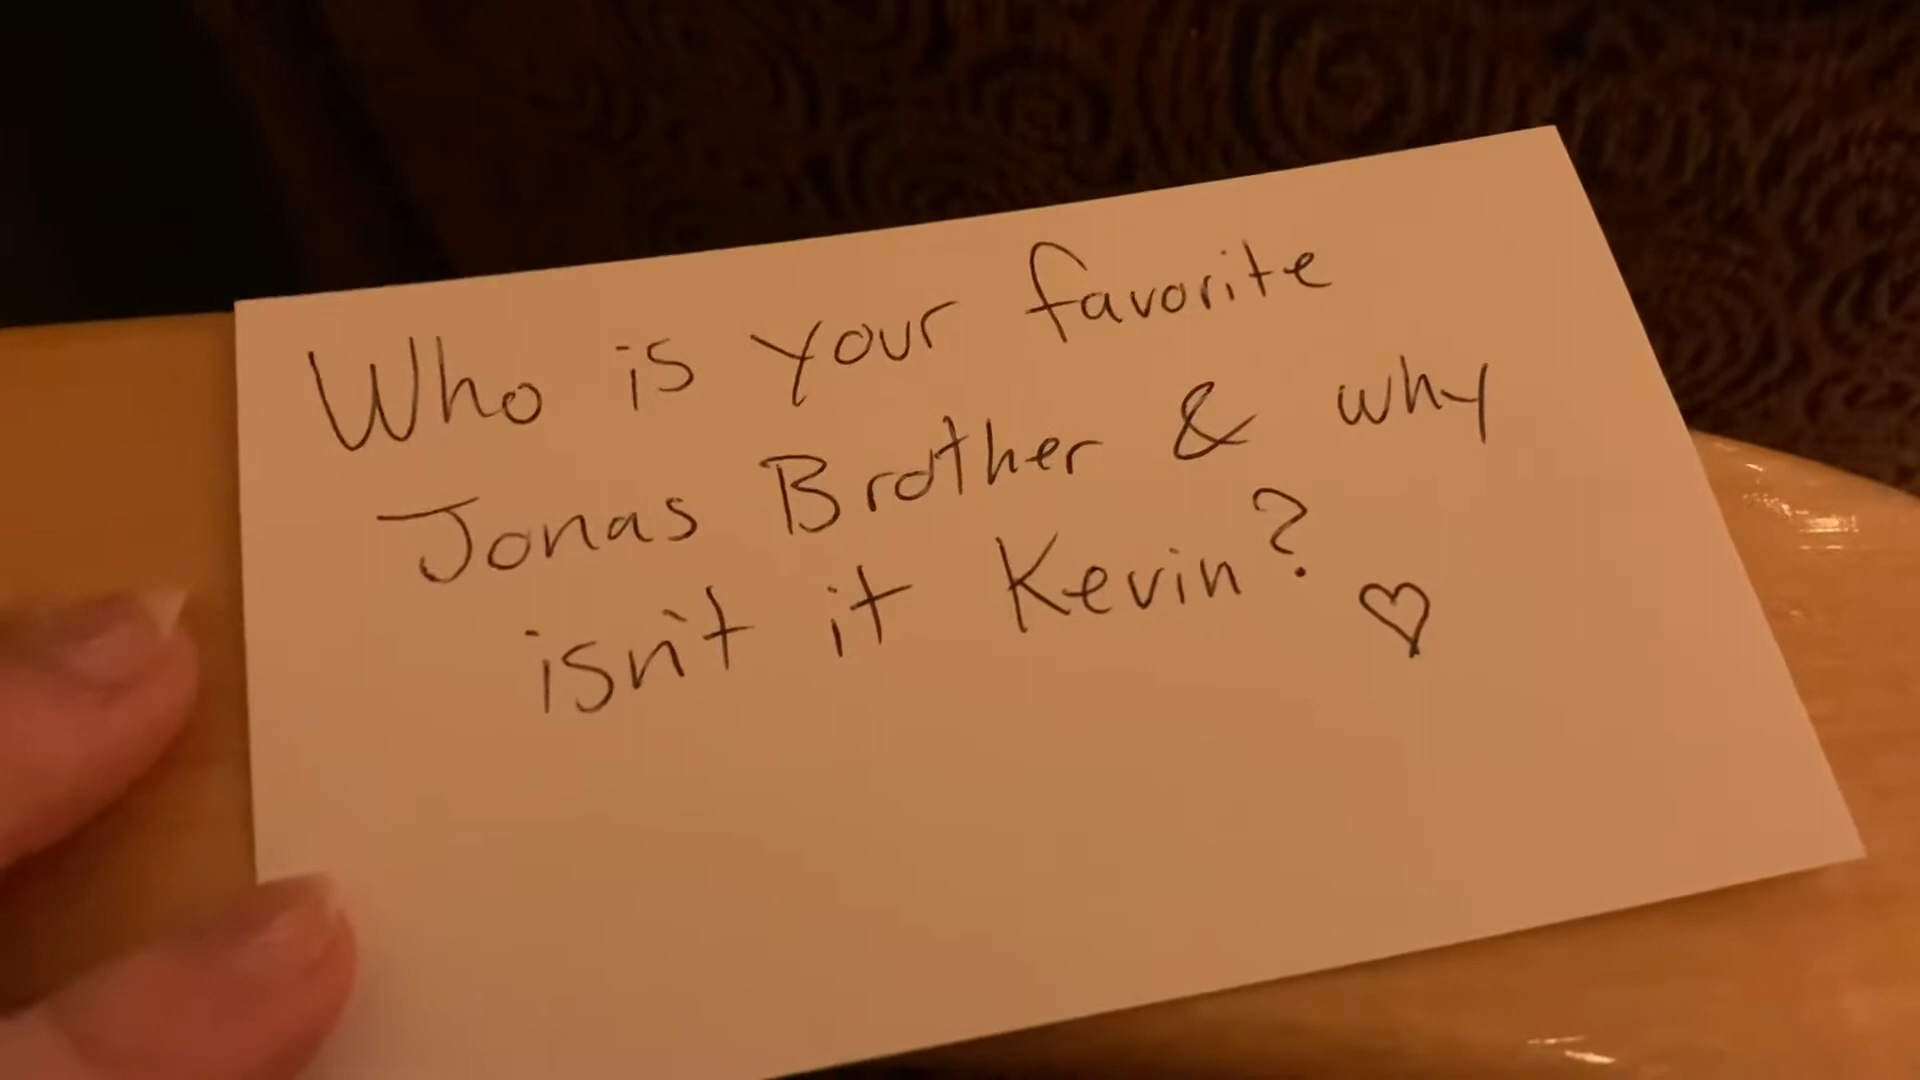 Who is your favorite
Jonas Brother & why
isn't it Kevin? ♡